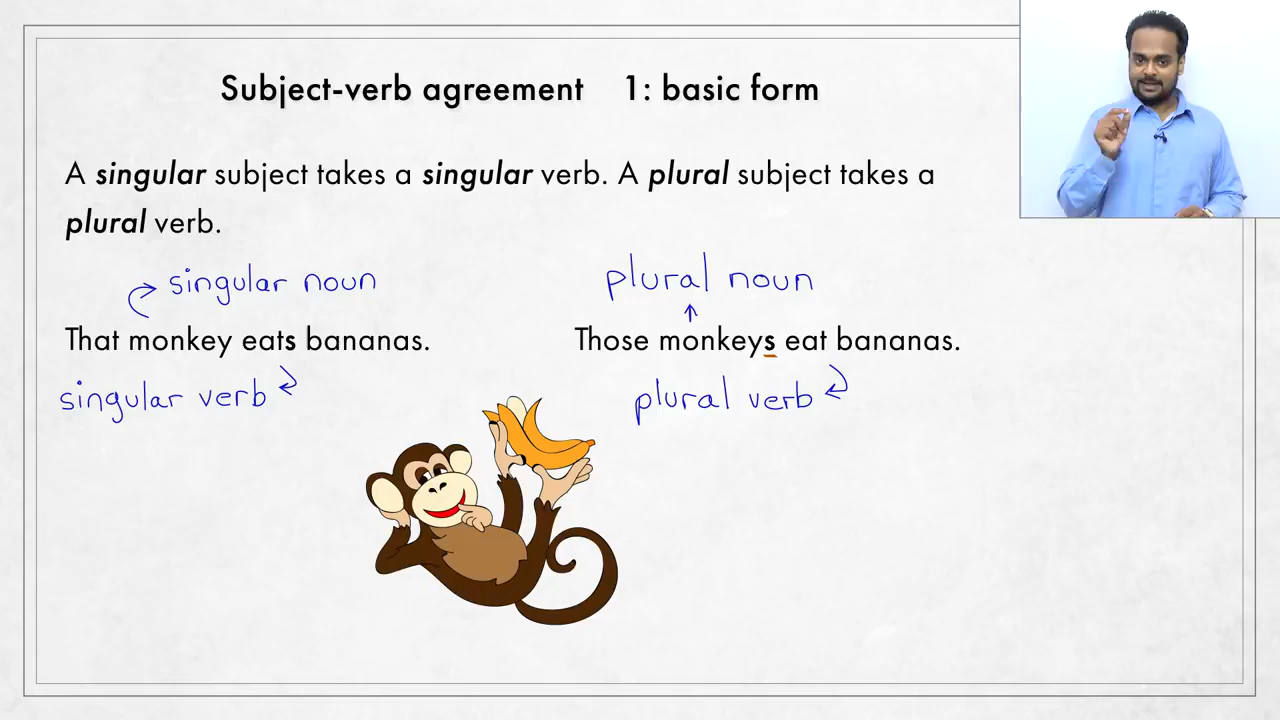 Subject-verb agreement 1: basic form
A singular subject takes a singular verb. A plural subject takes a
plural verb.
singular noun
plural noun
That monkey eats bananas.
Those monkeys eat bananas.
singular verb
plural verb